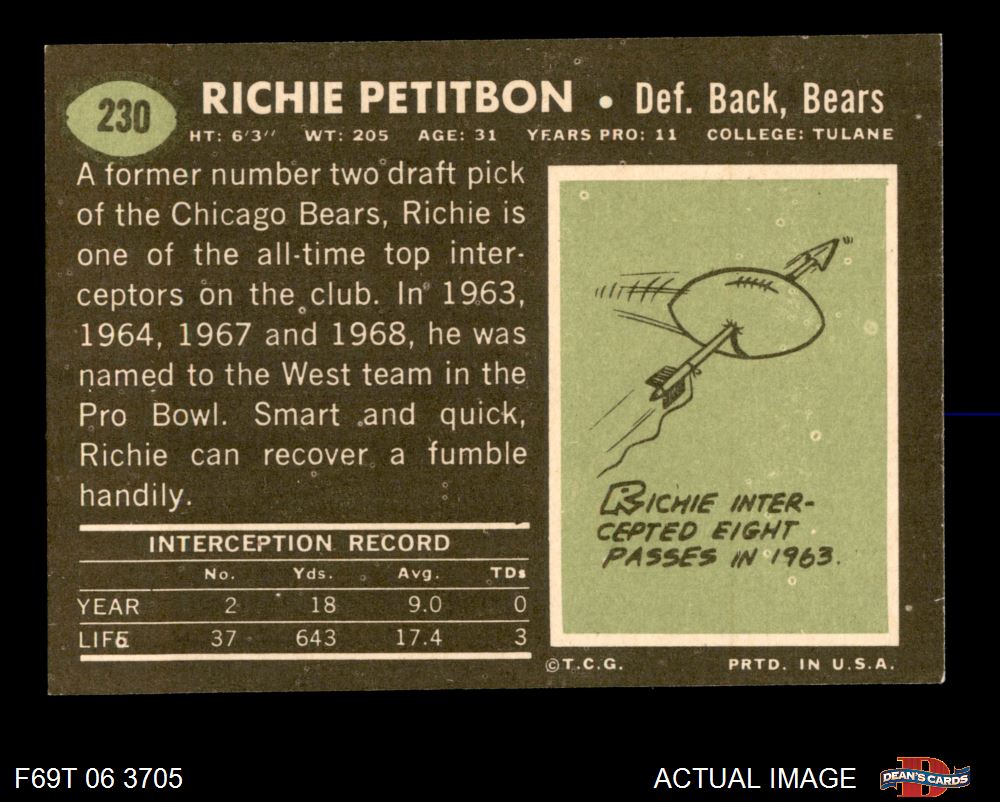 230
RICHIE PETITBON • Def. Back, Bears
HT: 6'3" WT: 205 AGE: 31 YEARS PRO: 11 COLLEGE: TULANE
A former number two draft pick
of the Chicago Bears, Richie is
one of the all-time top inter-
ceptors on the club. In 1963,
1964, 1967 and 1968, he was
named to the West team in the
Pro Bowl. Smart and quick,
Richie can recover a fumble
handily.
INTERCEPTION RECORD
No. Yds. Avg. TDs
YEAR 2 18 9.0 0
LIFE 37 643 17.4 3
RICHIE INTER-
CEPTED EIGHT
PASSES IN 1963.
©T.C.G. PRTD. IN U.S.A.
F69T 06 3705
ACTUAL IMAGE
D
DEAN'S CARDS